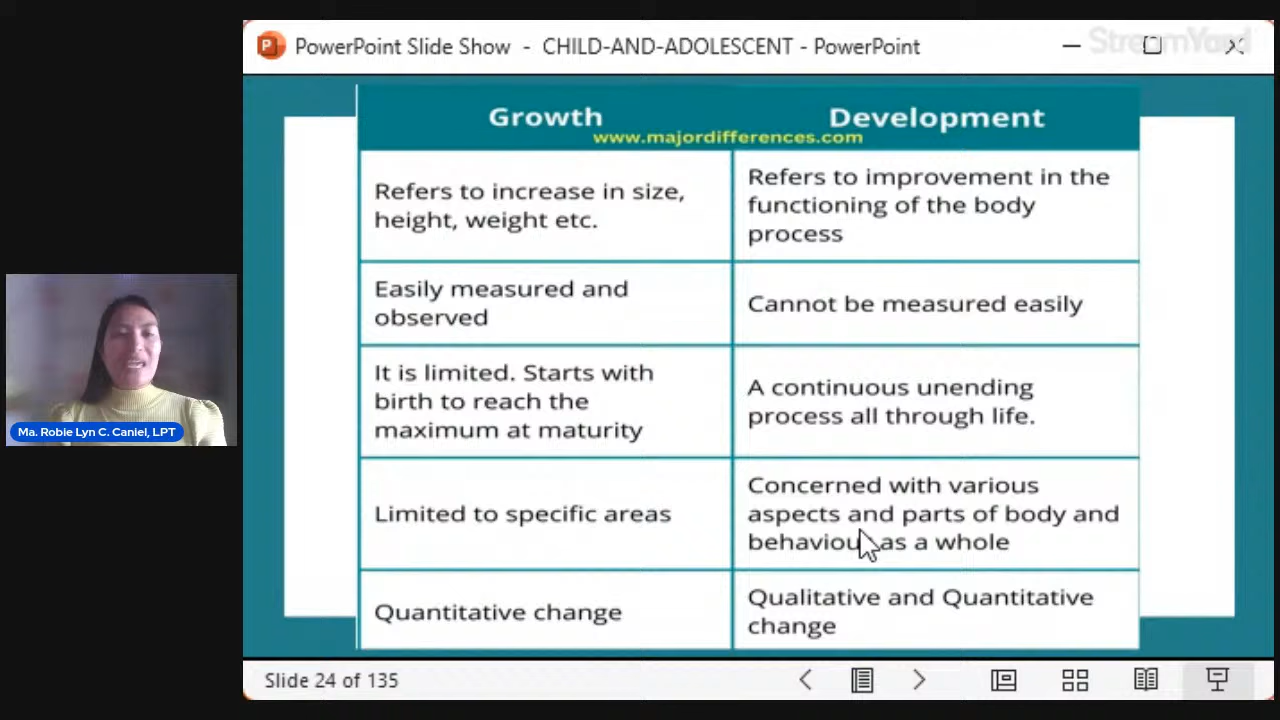 PowerPoint Slide Show - CHILD-AND-ADOLESCENT - PowerPoint
StreamYard
Growth
Development
www.majordifferences.com
Refers to increase in size,
height, weight etc.
Refers to improvement in the
functioning of the body
process
Easily measured and
observed
Cannot be measured easily
It is limited. Starts with
birth to reach the
maximum at maturity
A continuous unending
process all through life.
Limited to specific areas
Concerned with various
aspects and parts of body and
behaviour as a whole
Quantitative change
Qualitative and Quantitative
change
Ma. Robie Lyn C. Caniel, LPT
Slide 24 of 135